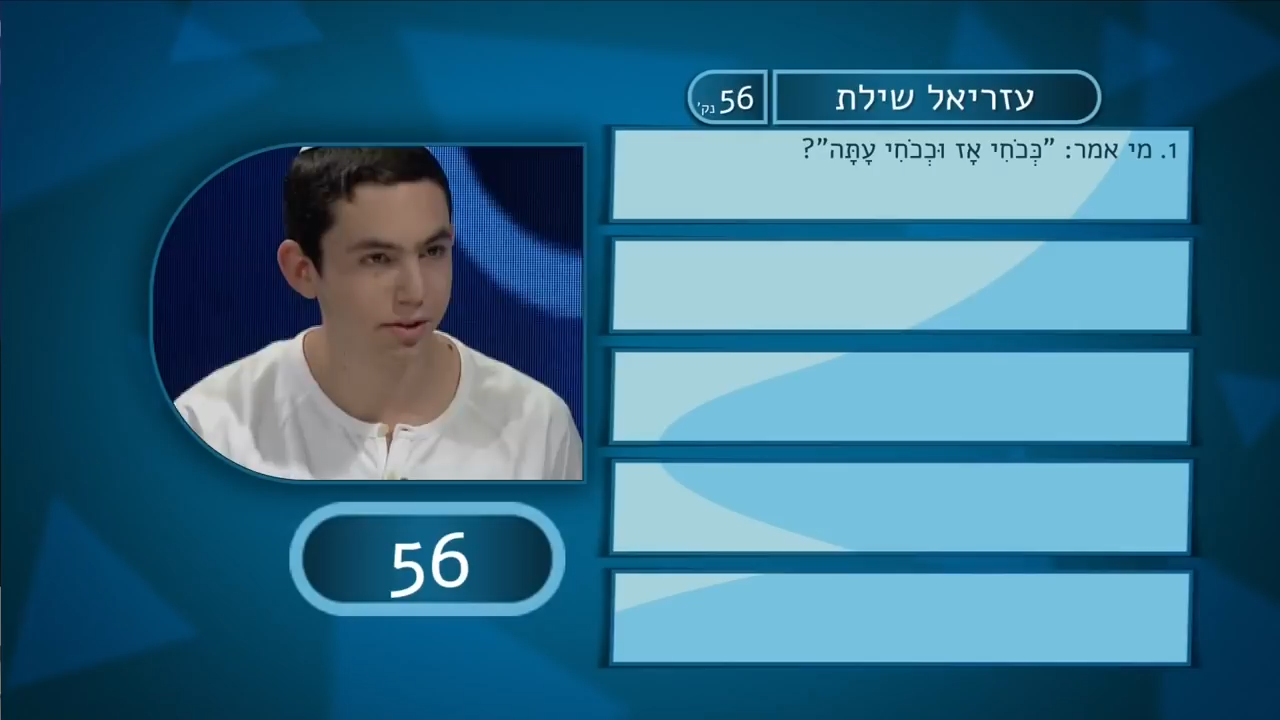 עזריאל שילת
56 נק'
1. מי אמר: "כְּכֹחִי אָז וּכְכֹחִי עָתָּה"?
56